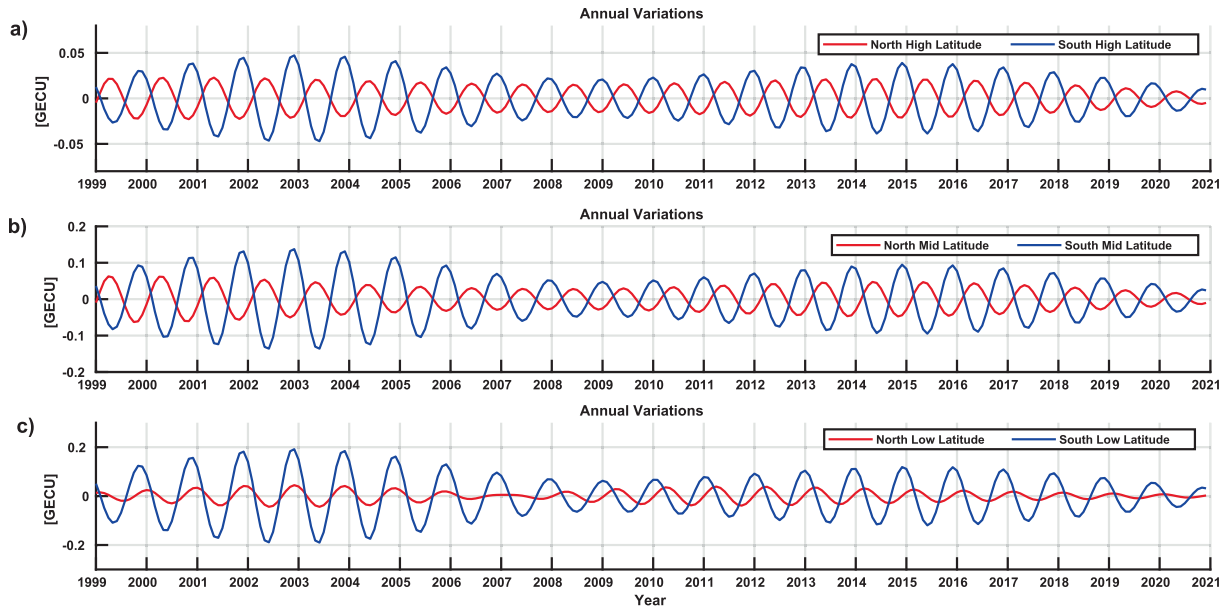 Annual Variations
a)
North High Latitude South High Latitude
0.05
0
-0.05
[GECU]
1999 2000 2001 2002 2003 2004 2005 2006 2007 2008 2009 2010 2011 2012 2013 2014 2015 2016 2017 2018 2019 2020 2021
Annual Variations
b)
North Mid Latitude South Mid Latitude
0.2
0.1
0
-0.1
-0.2
[GECU]
1999 2000 2001 2002 2003 2004 2005 2006 2007 2008 2009 2010 2011 2012 2013 2014 2015 2016 2017 2018 2019 2020 2021
Annual Variations
c)
North Low Latitude South Low Latitude
0.2
0
-0.2
[GECU]
1999 2000 2001 2002 2003 2004 2005 2006 2007 2008 2009 2010 2011 2012 2013 2014 2015 2016 2017 2018 2019 2020 2021
Year